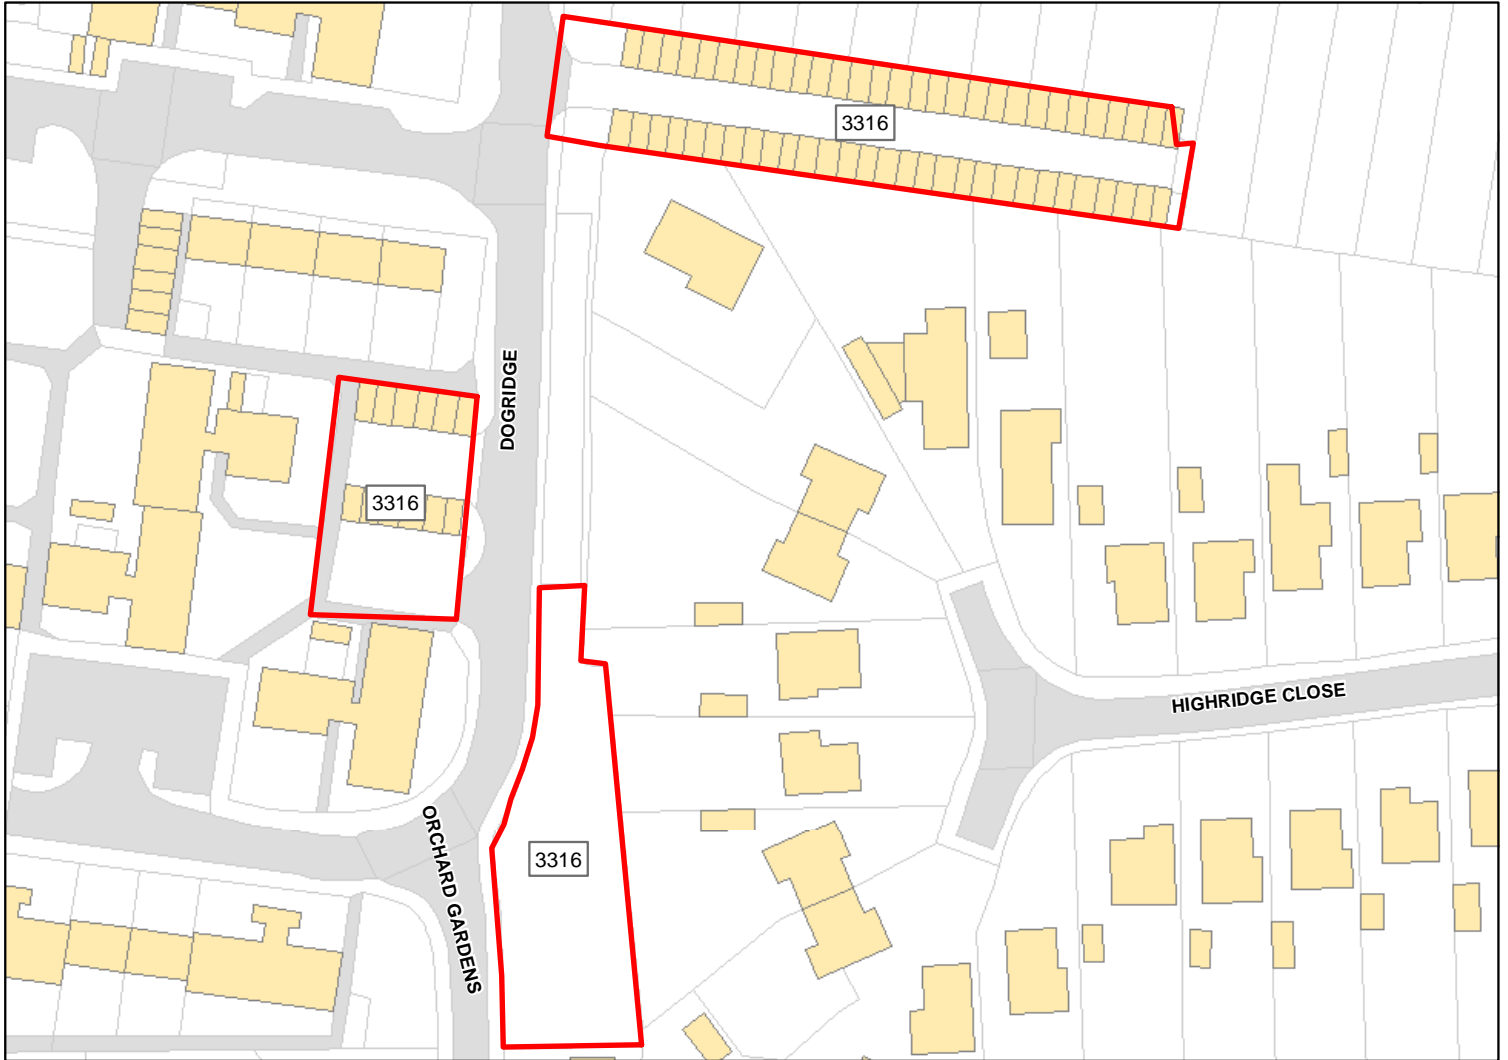 3316
DOGRIDGE
3316
HIGHRIDGE CLOSE
ORCHARD GARDENS
3316